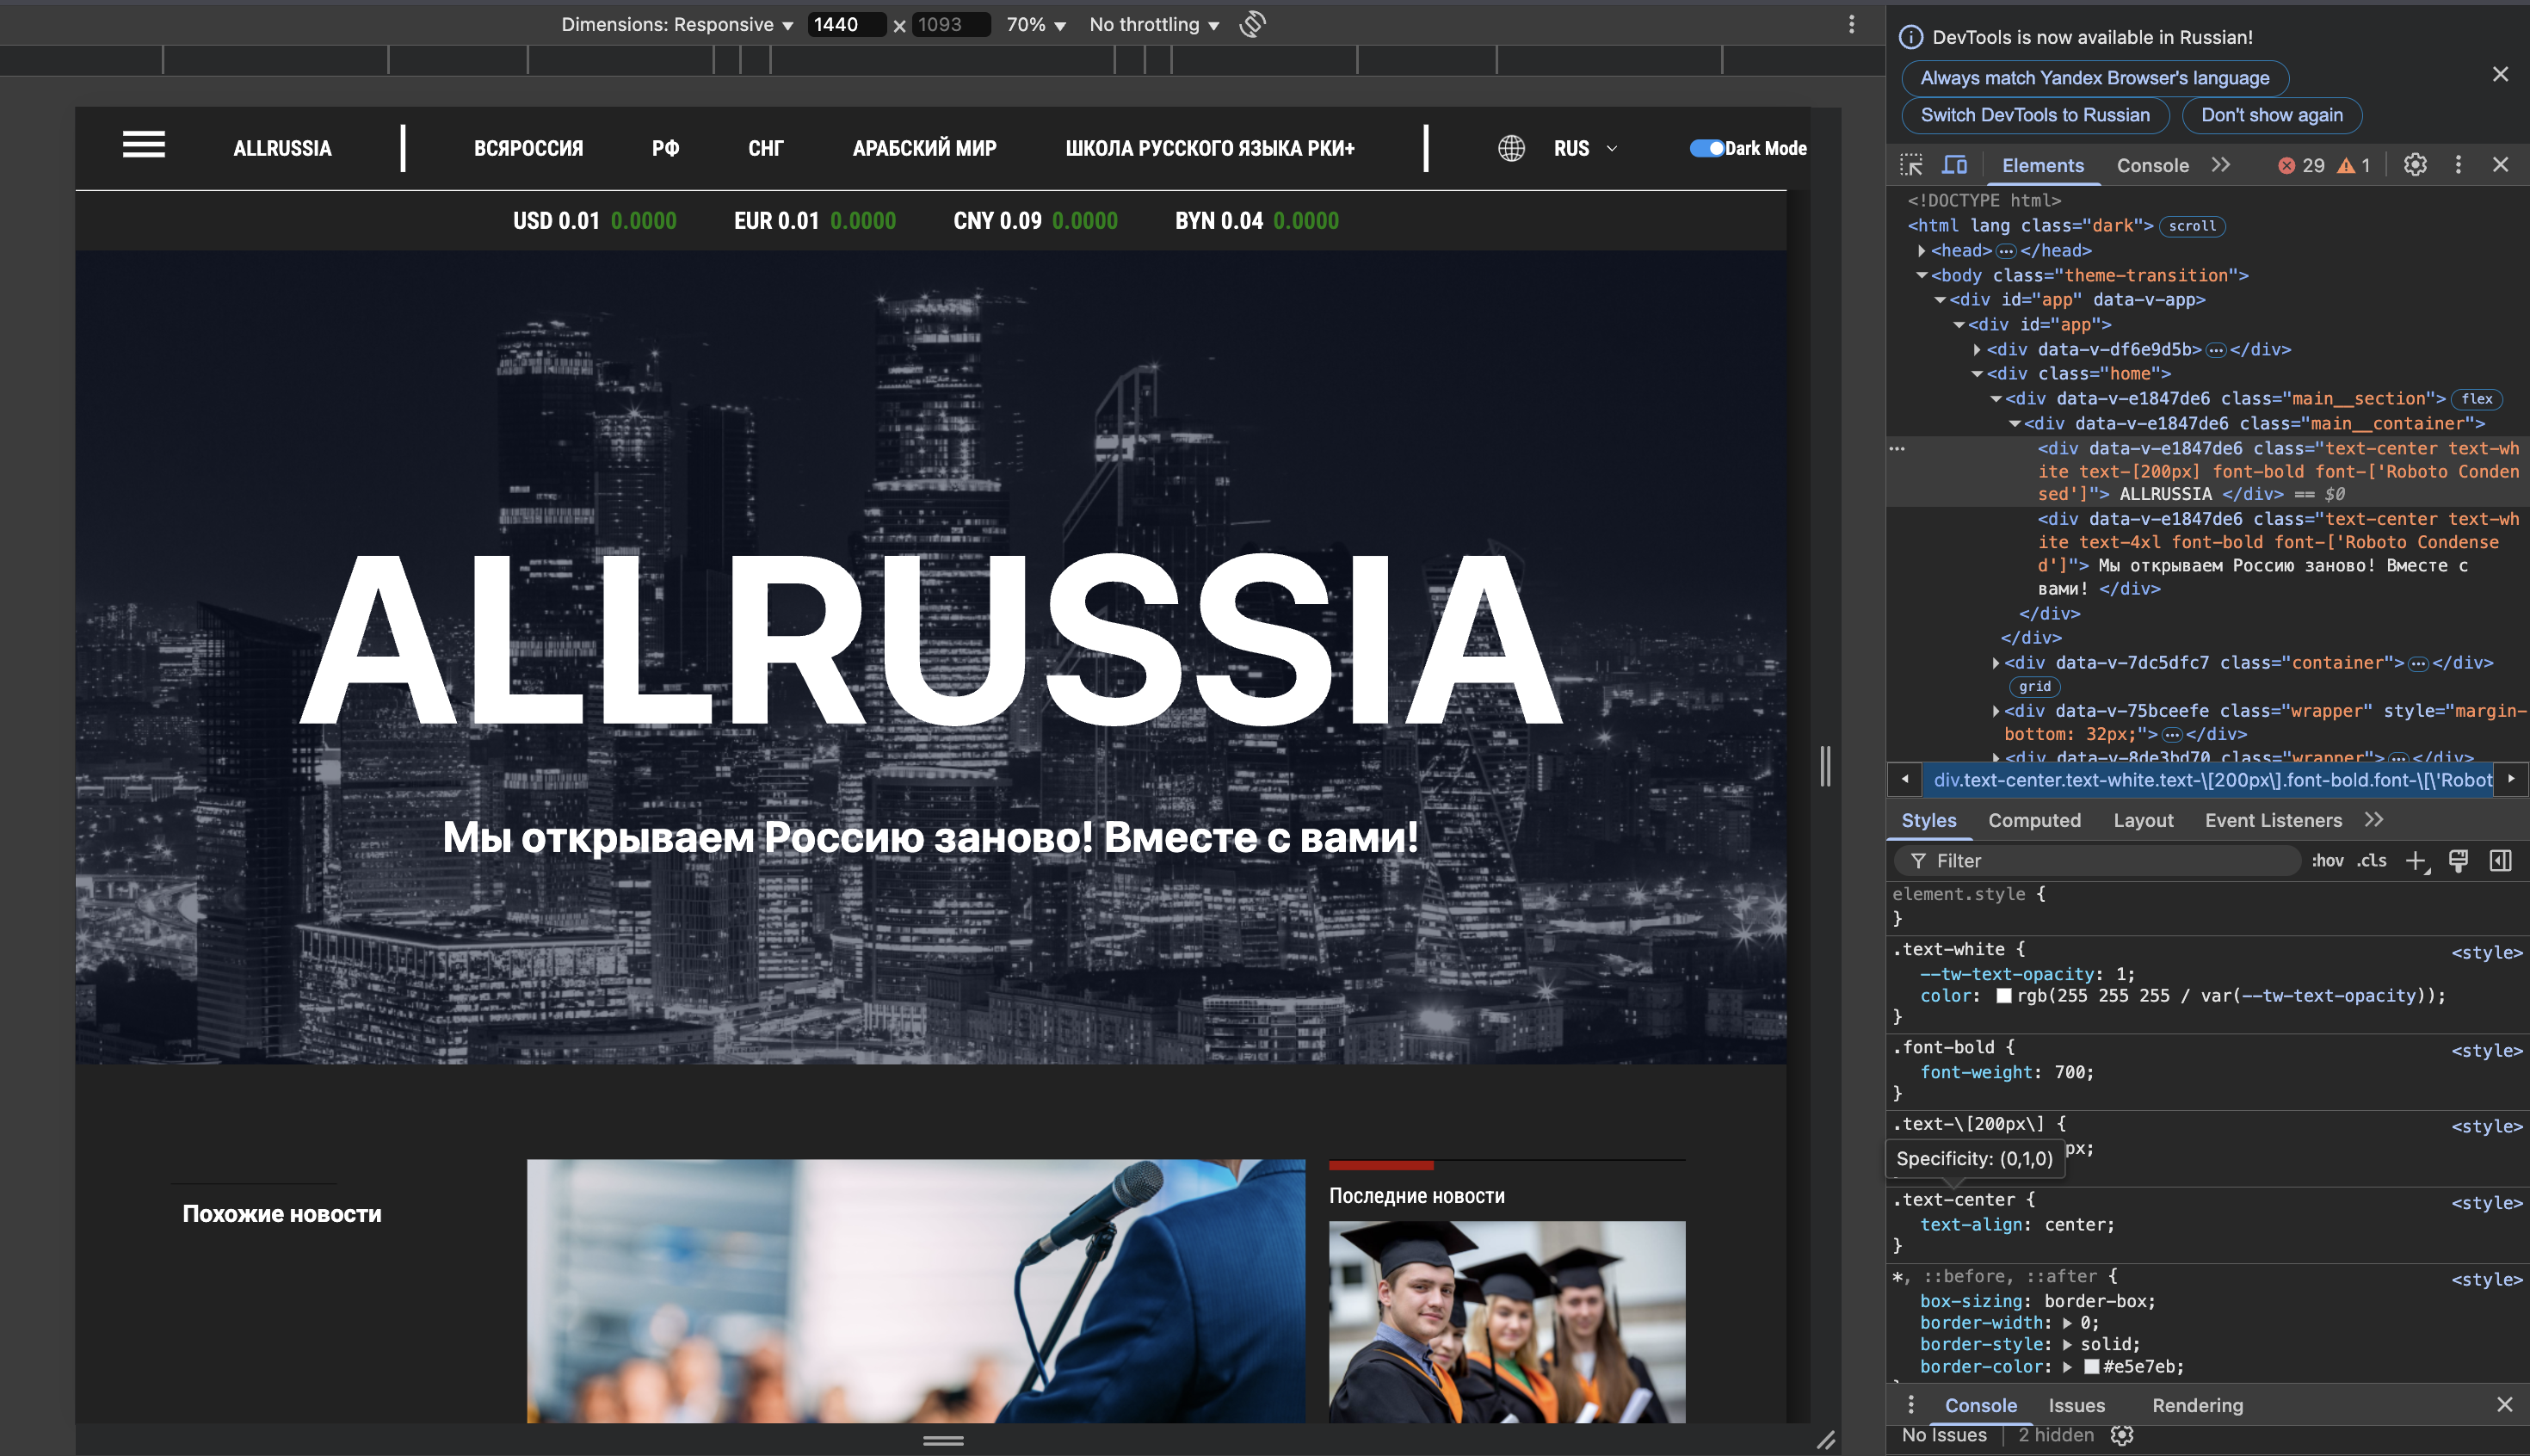 Dimensions: Responsive 1440 × 1093 70% No throttling
ALLRUSSIA ВСЯРОССИЯ РФ СНГ АРАБСКИЙ МИР ШКОЛА РУССКОГО ЯЗЫКА РКИ+ RUS Dark Mode
USD 0.01 0.0000 EUR 0.01 0.0000 CNY 0.09 0.0000 BYN 0.04 0.0000
ALLRUSSIA
Мы открываем Россию заново! Вместе с вами!
Похожие новости
Последние новости
DevTools is now available in Russian!
Always match Yandex Browser's language
Switch DevTools to Russian Don't show again
Elements Console 29 1
<!DOCTYPE html>
<html lang class="dark"> scroll
<head> </head>
<body class="theme-transition">
<div id="app" data-v-app>
<div id="app">
<div data-v-df6e9d5b> </div>
<div class="home">
<div data-v-e1847de6 class="main__section"> flex
<div data-v-e1847de6 class="main__container">
<div data-v-e1847de6 class="text-center text-wh
ite text-[200px] font-bold font-['Roboto Conden
sed']"> ALLRUSSIA </div> == $0
<div data-v-e1847de6 class="text-center text-wh
ite text-4xl font-bold font-['Roboto Condense
d']"> Мы открываем Россию заново! Вместе с
вами! </div>
</div>
</div>
<div data-v-7dc5dfc7 class="container"> </div>
grid
<div data-v-75bceefe class="wrapper" style="margin-
bottom: 32px;"> </div>
<div data-v-8de3bd70 class="wrapper"> </div>
div.text-center.text-white.text-\[200px\].font-bold.font-\[\'Robot
Styles Computed Layout Event Listeners
Filter :hov .cls
element.style {
}
.text-white { <style>
--tw-text-opacity: 1;
color: rgb(255 255 255 / var(--tw-text-opacity));
}
.font-bold { <style>
font-weight: 700;
}
.text-\[200px\] { <style>
px;
Specificity: (0,1,0)
.text-center { <style>
text-align: center;
}
*, ::before, ::after { <style>
box-sizing: border-box;
border-width: 0;
border-style: solid;
border-color: #e5e7eb;
Console Issues Rendering
No Issues 2 hidden